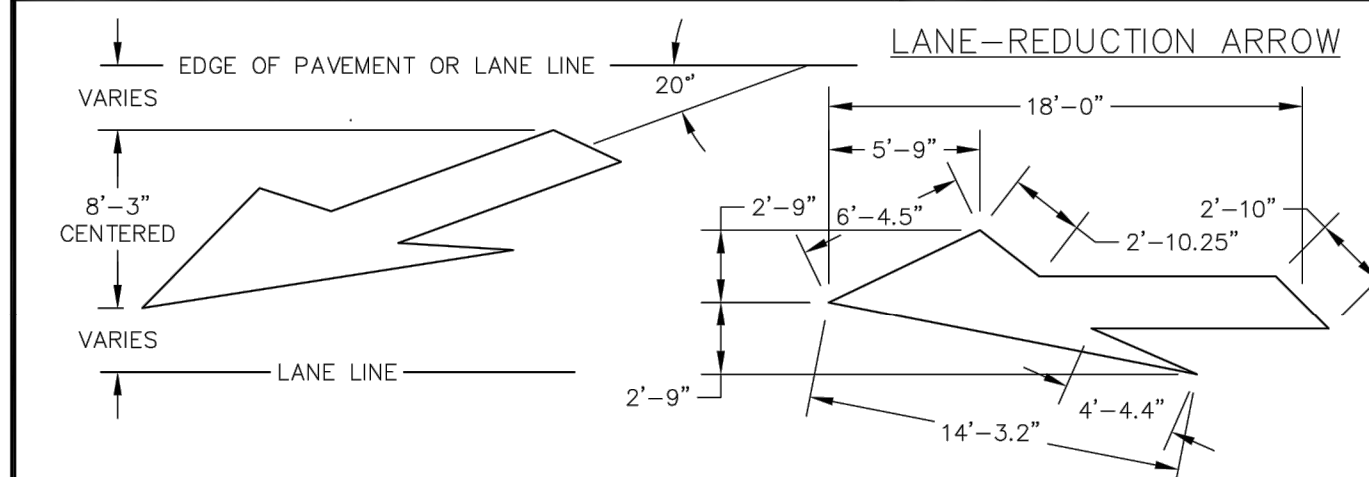 LANE-REDUCTION ARROW
EDGE OF PAVEMENT OR LANE LINE
VARIES
20°'
8'-3"
CENTERED
VARIES
LANE LINE
18'-0"
5'-9"
2'-9"
6'-4.5"
2'-10"
2'-10.25"
2'-9"
4'-4.4"
14'-3.2"